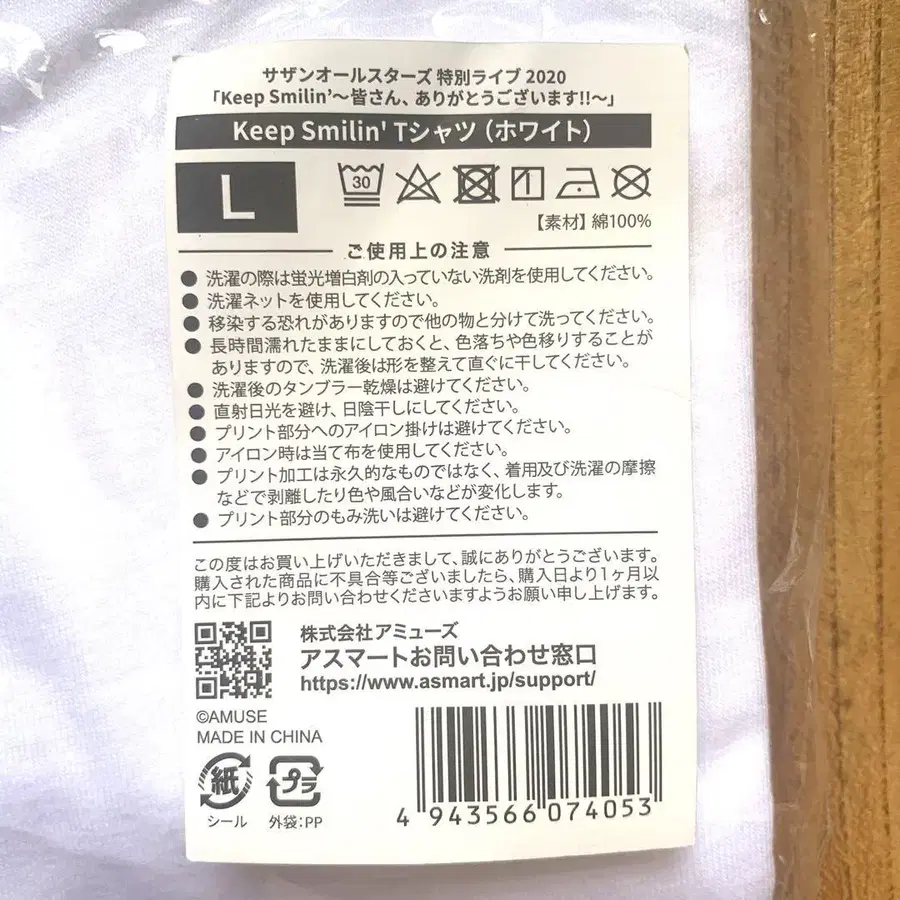 サザンオールスターズ 特別ライブ 2020
「Keep Smilin'～皆さん、ありがとうございます!!～」
Keep Smilin' Tシャツ（ホワイト）
L
30
【素材】綿100%
ご使用上の注意
●洗濯の際は蛍光増白剤の入っていない洗剤を使用してください。
●洗濯ネットを使用してください。
●移染する恐れがありますので他の物と分けて洗ってください。
●長時間濡れたままにしておくと、色落ちや色移りすることが
ありますので、洗濯後は形を整えて直ぐに干してください。
●洗濯後のタンブラー乾燥は避けてください。
●直射日光を避け、日陰干しにしてください。
●プリント部分へのアイロン掛けは避けてください。
●アイロン時は当て布を使用してください。
●プリント加工は永久的なものではなく、着用及び洗濯の摩擦
などで剥離したり色や風合いなどが変化します。
●プリント部分のもみ洗いは避けてください。
この度はお買い上げいただきまして、誠にありがとうございます。
購入された商品に不具合等ございましたら、購入日より1ヶ月以
内に下記よりお問い合わせくださいますようお願い申し上げます。
株式会社アミューズ
アスマートお問い合わせ窓口
https://www.asmart.jp/support/
©AMUSE
MADE IN CHINA
紙
シール
プラ
外袋:PP
4 943566 074053